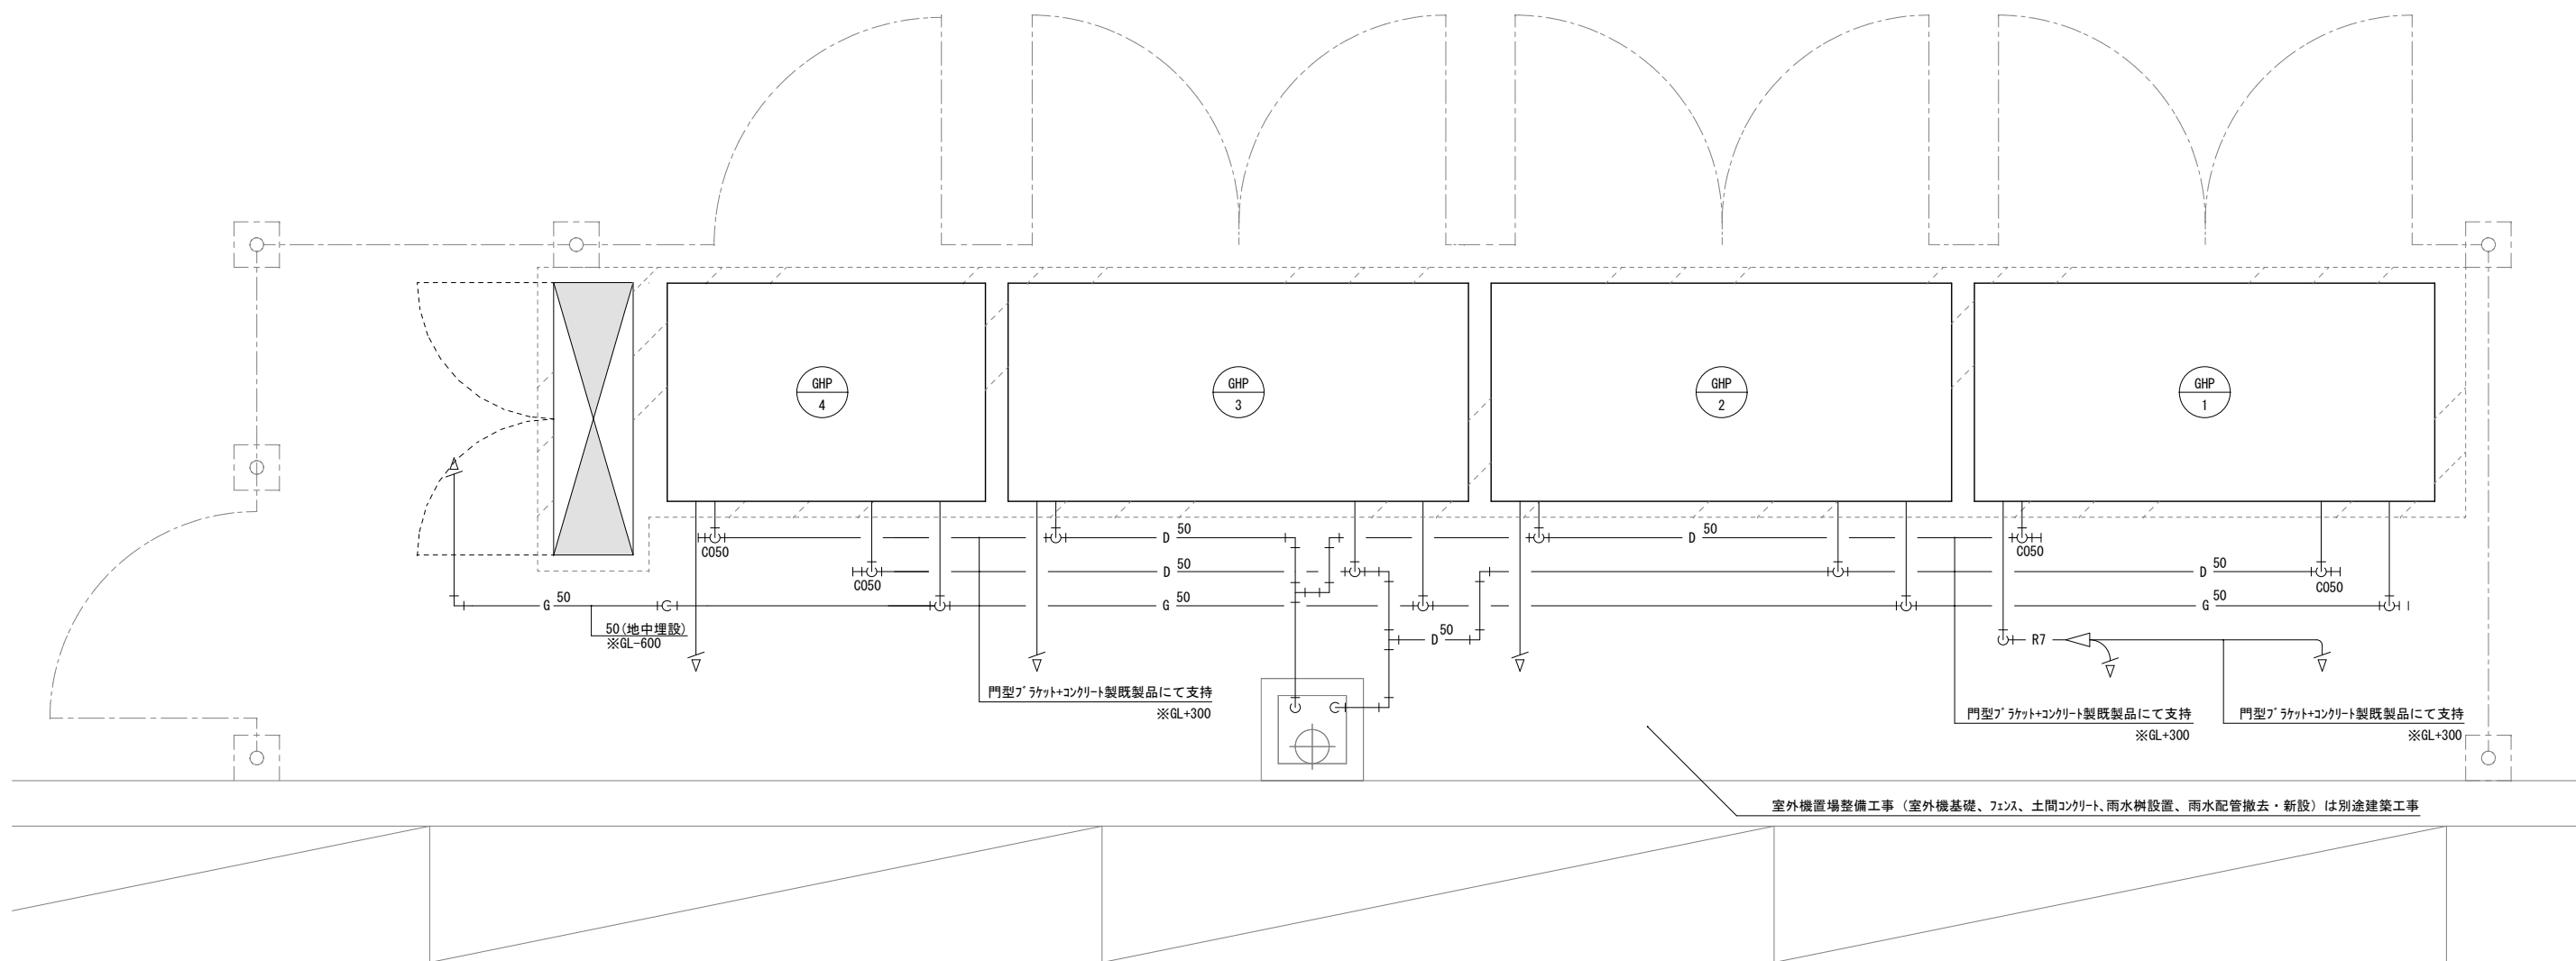 GHP
4
GHP
3
GHP
2
GHP
1
D 50
D 50
CO50
CO50
D 50
D 50
CO50
CO50
G 50
G 50
G 50
50(地中埋設)
※GL-600
D 50
R7
門型ブラケット+コンクリート製既製品にて支持
※GL+300
門型ブラケット+コンクリート製既製品にて支持
※GL+300
門型ブラケット+コンクリート製既製品にて支持
※GL+300
室外機置場整備工事（室外機基礎、フェンス、土間コンクリート、雨水桝設置、雨水配管撤去・新設）は別途建築工事